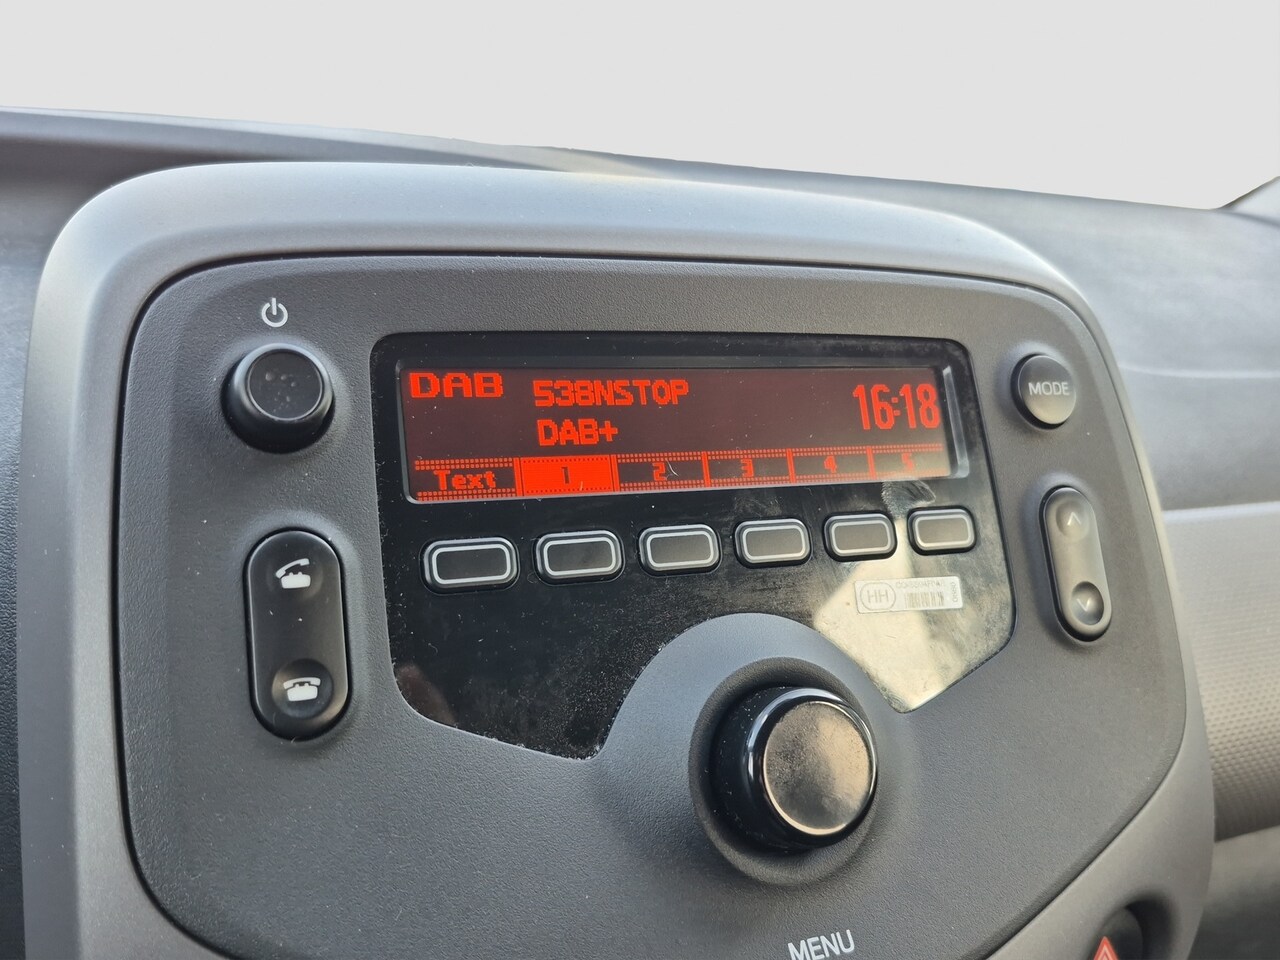 DAB 538NSTOP 16:18
DAB+
Text 1 2 3 4 5
MODE
HH
MENU